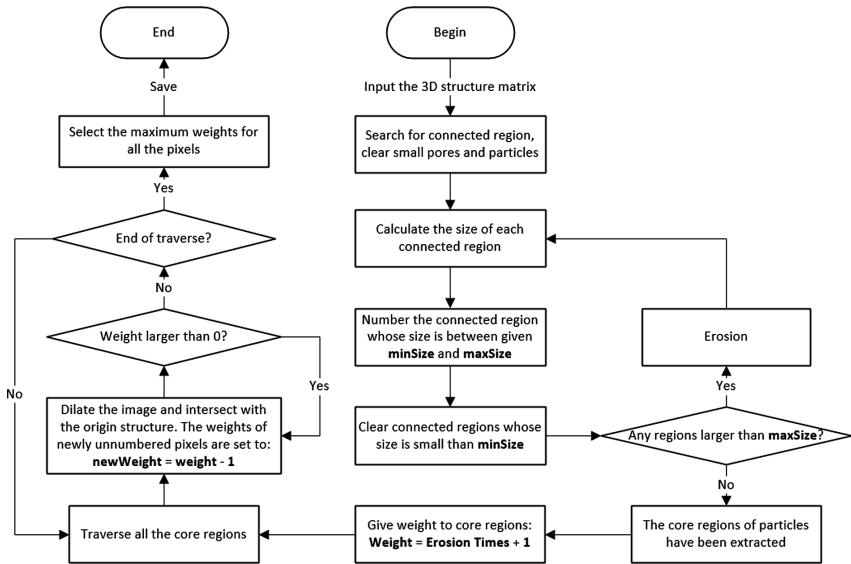 Begin
Input the 3D structure matrix
Search for connected region,
clear small pores and particles
Calculate the size of each
connected region
Number the connected region
whose size is between given
minSize and maxSize
Clear connected regions whose
size is small than minSize
Any regions larger than maxSize?
Yes
Erosion
No
The core regions of particles
have been extracted
Give weight to core regions:
Weight = Erosion Times + 1
Traverse all the core regions
Dilate the image and intersect with
the origin structure. The weights of
newly unnumbered pixels are set to:
newWeight = weight - 1
Weight larger than 0?
Yes
No
End of traverse?
No
Yes
Select the maximum weights for
all the pixels
Save
End